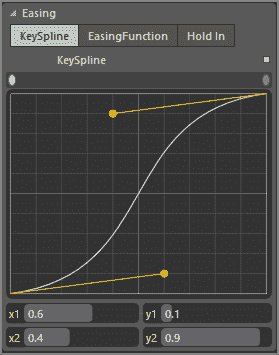 Easing
KeySpline EasingFunction Hold In
KeySpline
x1 0.6 y1 0.1
x2 0.4 y2 0.9